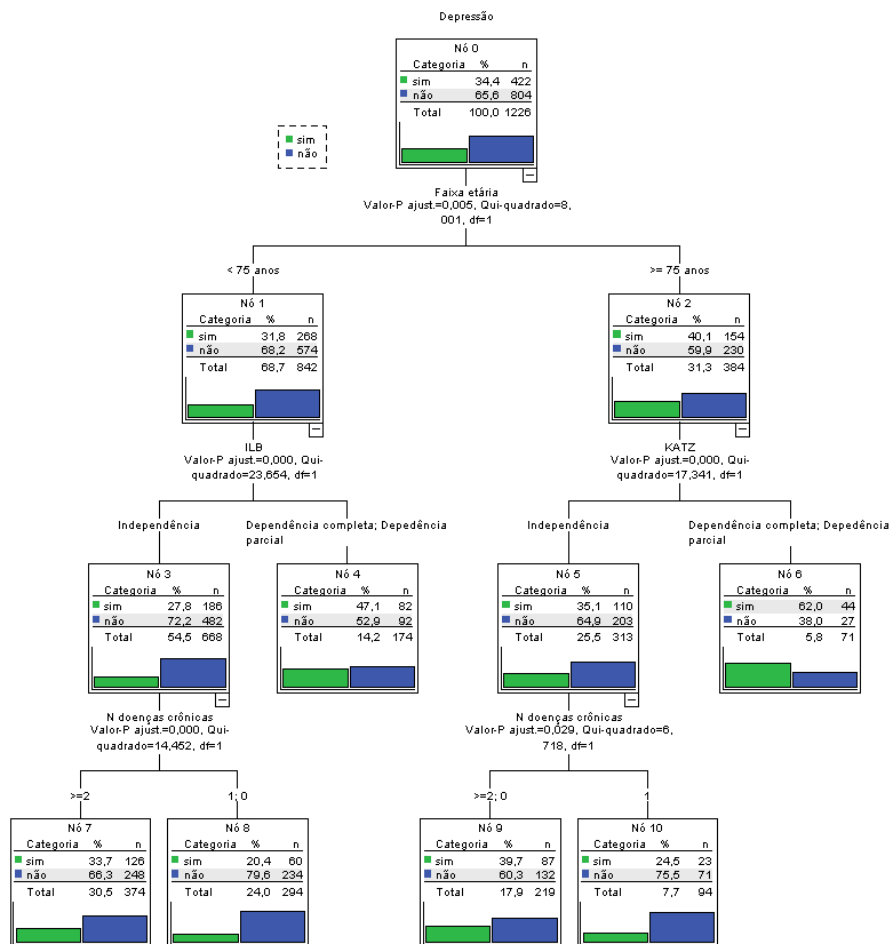 Depressão
Nó 0
Categoria % n
sim 34,4 422
não 65,6 804
Total 100,0 1226
sim
não
Faixa etária
Valor-P ajust.=0,005, Qui-quadrado=8,
001, df=1
< 75 anos
>= 75 anos
Nó 1
Categoria % n
sim 31,8 268
não 68,2 574
Total 68,7 842
Nó 2
Categoria % n
sim 40,1 154
não 59,9 230
Total 31,3 384
ILB
Valor-P ajust.=0,000, Qui-
quadrado=23,654, df=1
KATZ
Valor-P ajust.=0,000, Qui-
quadrado=17,341, df=1
Independência
Dependência completa; Depedência
parcial
Independência
Dependência completa; Depedência
parcial
Nó 3
Categoria % n
sim 27,8 186
não 72,2 482
Total 54,5 668
Nó 4
Categoria % n
sim 47,1 82
não 52,9 92
Total 14,2 174
Nó 5
Categoria % n
sim 35,1 110
não 64,9 203
Total 25,5 313
Nó 6
Categoria % n
sim 62,0 44
não 38,0 27
Total 5,8 71
N doenças crônicas
Valor-P ajust.=0,000, Qui-
quadrado=14,452, df=1
N doenças crônicas
Valor-P ajust.=0,029, Qui-quadrado=6,
718, df=1
>=2
1; 0
>=2; 0
1
Nó 7
Categoria % n
sim 33,7 126
não 66,3 248
Total 30,5 374
Nó 8
Categoria % n
sim 20,4 60
não 79,6 234
Total 24,0 294
Nó 9
Categoria % n
sim 39,7 87
não 60,3 132
Total 17,9 219
Nó 10
Categoria % n
sim 24,5 23
não 75,5 71
Total 7,7 94